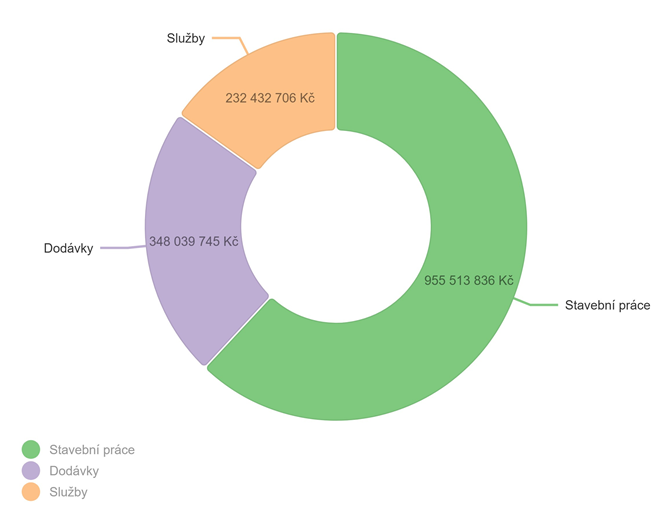 Služby
232 432 706 Kč
Dodávky
348 039 745 Kč
955 513 836 Kč
Stavební práce
Stavební práce
Dodávky
Služby